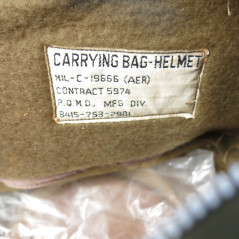 CARRYING BAG-HELMET
MIL-C-19666 (AER)
CONTRACT 5974
P.Q.M.D., MFG DIV.
8415-753-2901